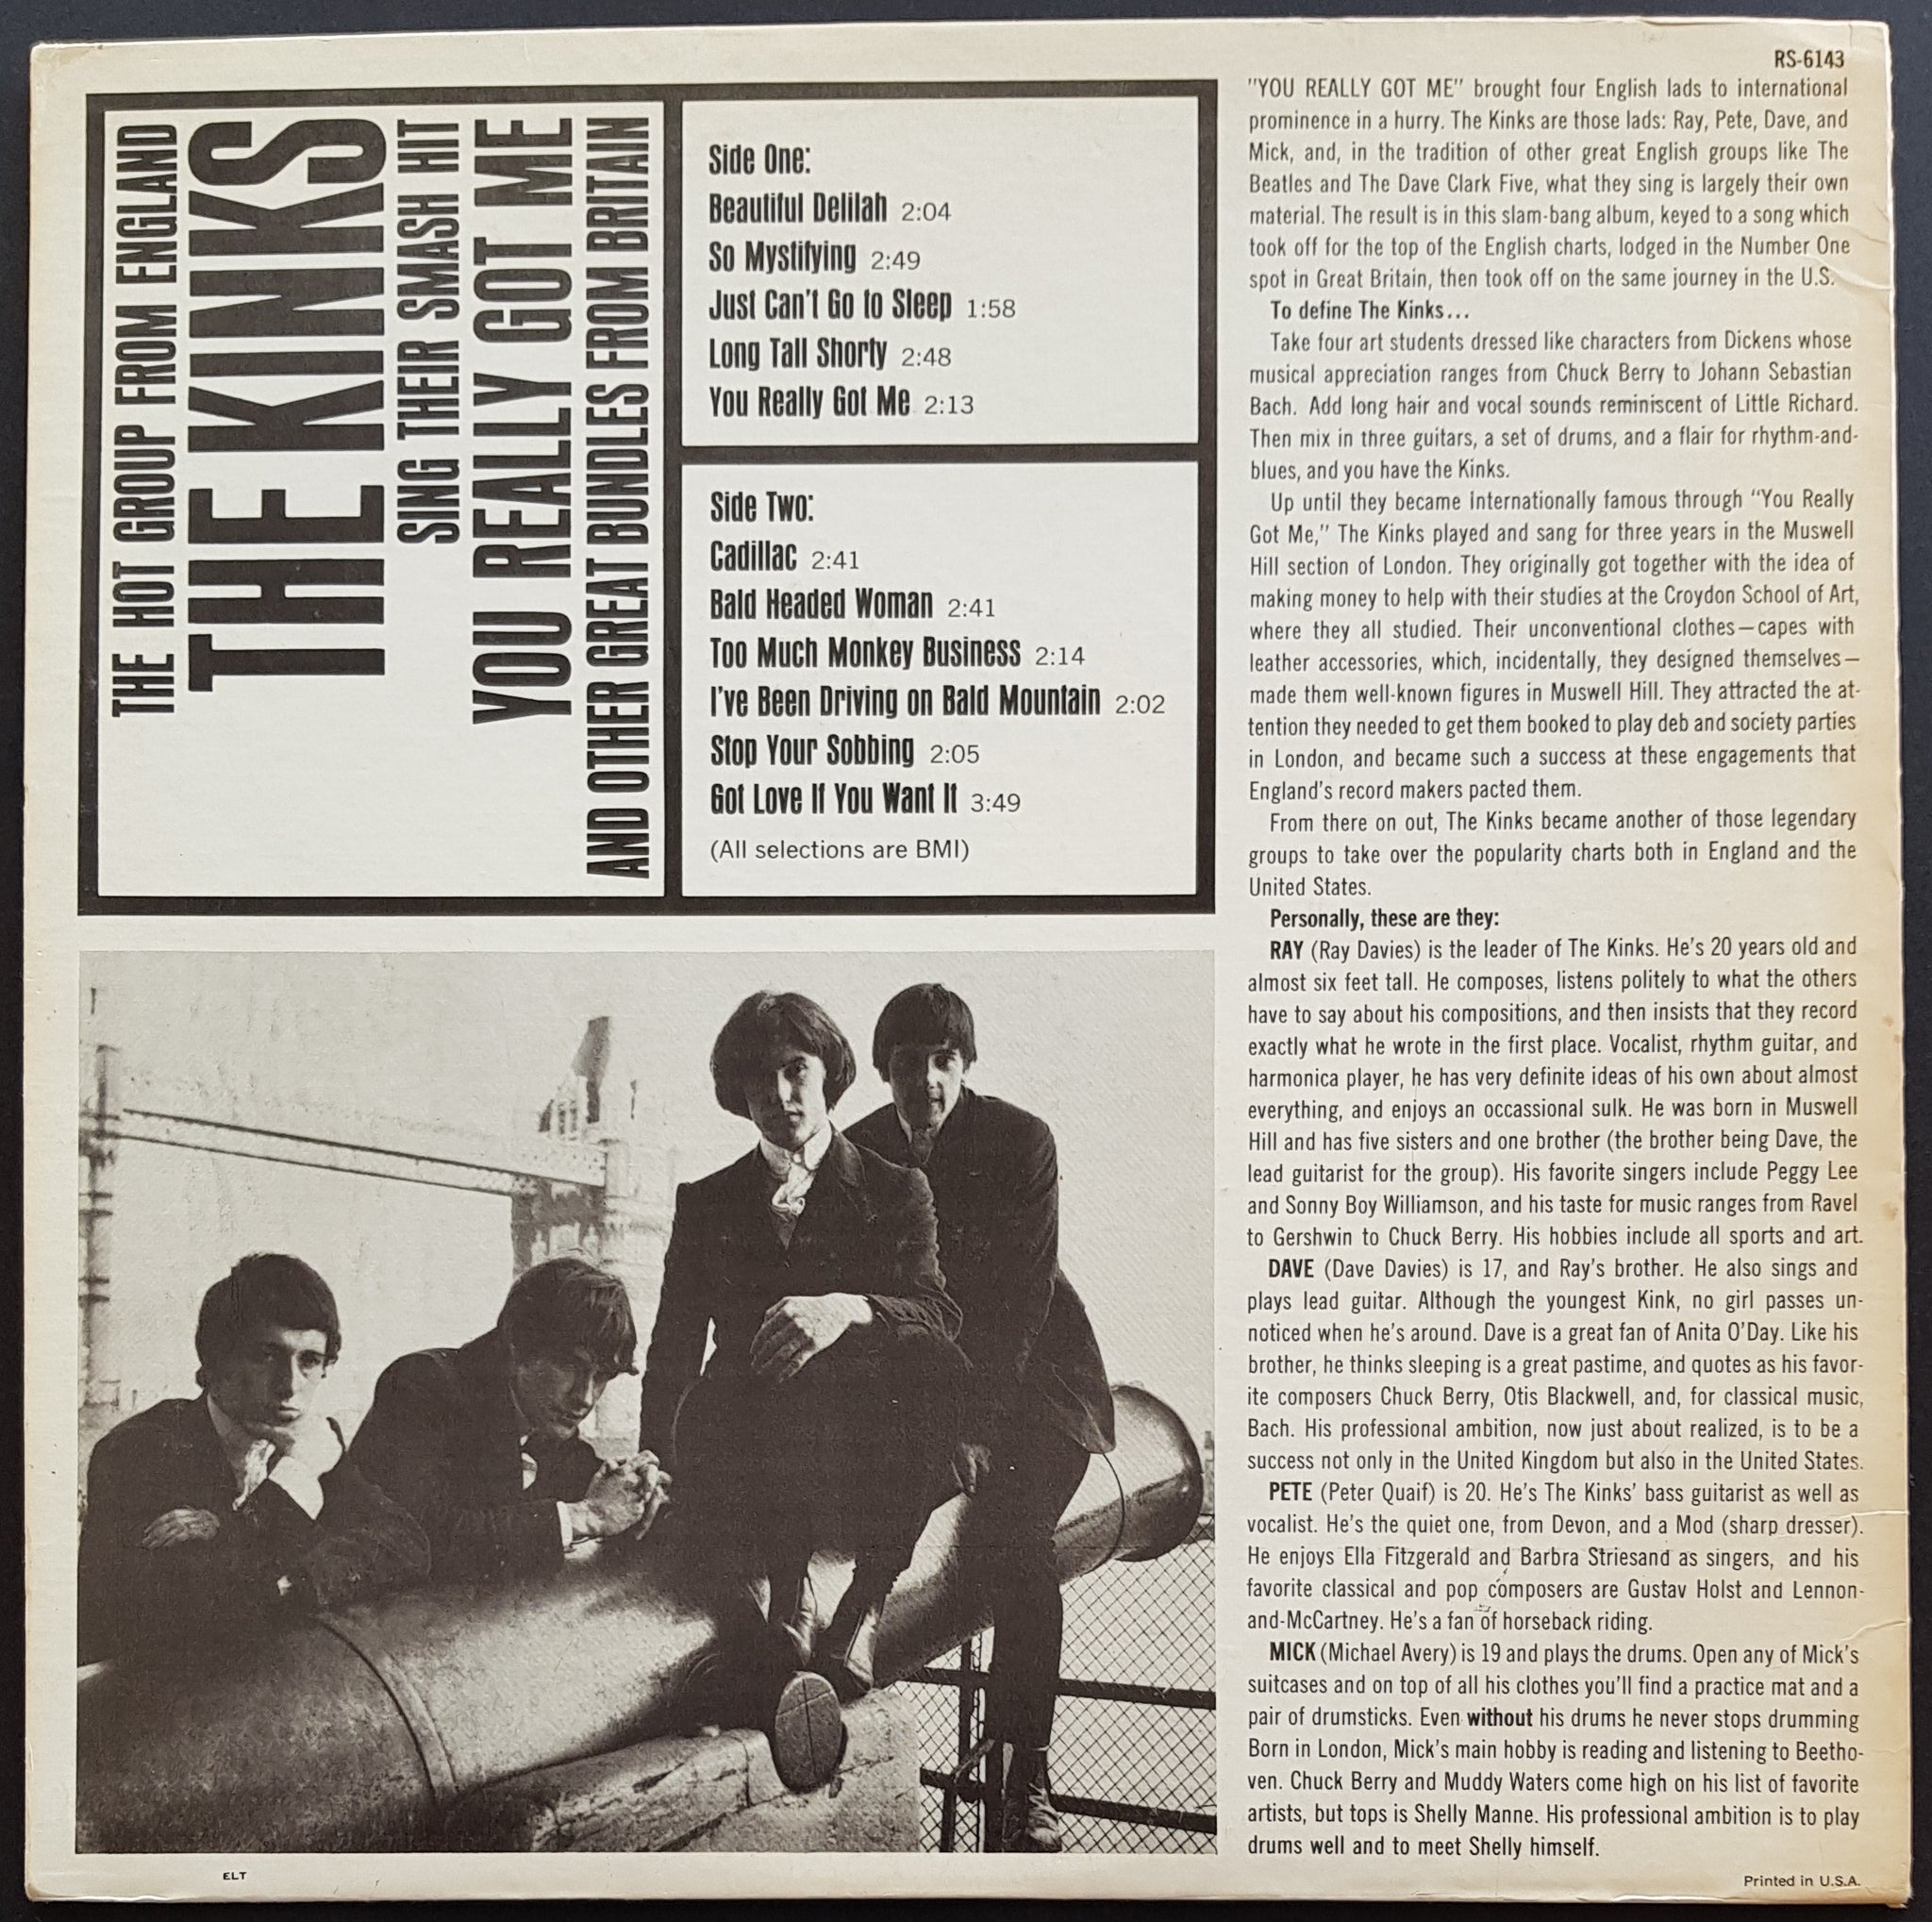 RS-6143
THE HOT GROUP FROM ENGLAND
THE KINKS
SING THEIR SMASH HIT
YOU REALLY GOT ME
AND OTHER GREAT BUNDLES FROM BRITAIN
Side One:
Beautiful Delilah 2:04
So Mystifying 2:49
Just Can't Go to Sleep 1:58
Long Tall Shorty 2:48
You Really Got Me 2:13
Side Two:
Cadillac 2:41
Bald Headed Woman 2:41
Too Much Monkey Business 2:14
I've Been Driving on Bald Mountain 2:02
Stop Your Sobbing 2:05
Got Love If You Want It 3:49
(All selections are BMI)
"YOU REALLY GOT ME" brought four English lads to international
prominence in a hurry. The Kinks are those lads: Ray, Pete, Dave, and
Mick, and, in the tradition of other great English groups like The
Beatles and The Dave Clark Five, what they sing is largely their own
material. The result is in this slam-bang album, keyed to a song which
took off for the top of the English charts, lodged in the Number One
spot in Great Britain, then took off on the same journey in the U.S.
To define The Kinks...
Take four art students dressed like characters from Dickens whose
musical appreciation ranges from Chuck Berry to Johann Sebastian
Bach. Add long hair and vocal sounds reminiscent of Little Richard.
Then mix in three guitars, a set of drums, and a flair for rhythm-and-
blues, and you have the Kinks.
Up until they became internationally famous through "You Really
Got Me," The Kinks played and sang for three years in the Muswell
Hill section of London. They originally got together with the idea of
making money to help with their studies at the Croydon School of Art,
where they all studied. Their unconventional clothes—capes with
leather accessories, which, incidentally, they designed themselves—
made them well-known figures in Muswell Hill. They attracted the at-
tention they needed to get them booked to play deb and society parties
in London, and became such a success at these engagements that
England's record makers pacted them.
From there on out, The Kinks became another of those legendary
groups to take over the popularity charts both in England and the
United States.
Personally, these are they:
RAY (Ray Davies) is the leader of The Kinks. He's 20 years old and
almost six feet tall. He composes, listens politely to what the others
have to say about his compositions, and then insists that they record
exactly what he wrote in the first place. Vocalist, rhythm guitar, and
harmonica player, he has very definite ideas of his own about almost
everything, and enjoys an occassional sulk. He was born in Muswell
Hill and has five sisters and one brother (the brother being Dave, the
lead guitarist for the group). His favorite singers include Peggy Lee
and Sonny Boy Williamson, and his taste for music ranges from Ravel
to Gershwin to Chuck Berry. His hobbies include all sports and art.
DAVE (Dave Davies) is 17, and Ray's brother. He also sings and
plays lead guitar. Although the youngest Kink, no girl passes un-
noticed when he's around. Dave is a great fan of Anita O'Day. Like his
brother, he thinks sleeping is a great pastime, and quotes as his favor-
ite composers Chuck Berry, Otis Blackwell, and, for classical music,
Bach. His professional ambition, now just about realized, is to be a
success not only in the United Kingdom but also in the United States.
PETE (Peter Quaif) is 20. He's The Kinks' bass guitarist as well as
vocalist. He's the quiet one, from Devon, and a Mod (sharp dresser).
He enjoys Ella Fitzgerald and Barbra Striesand as singers, and his
favorite classical and pop composers are Gustav Holst and Lennon-
and-McCartney. He's a fan of horseback riding.
MICK (Michael Avery) is 19 and plays the drums. Open any of Mick's
suitcases and on top of all his clothes you'll find a practice mat and a
pair of drumsticks. Even without his drums he never stops drumming
Born in London, Mick's main hobby is reading and listening to Beetho-
ven. Chuck Berry and Muddy Waters come high on his list of favorite
artists, but tops is Shelly Manne. His professional ambition is to play
drums well and to meet Shelly himself.
ELT
Printed in U.S.A.